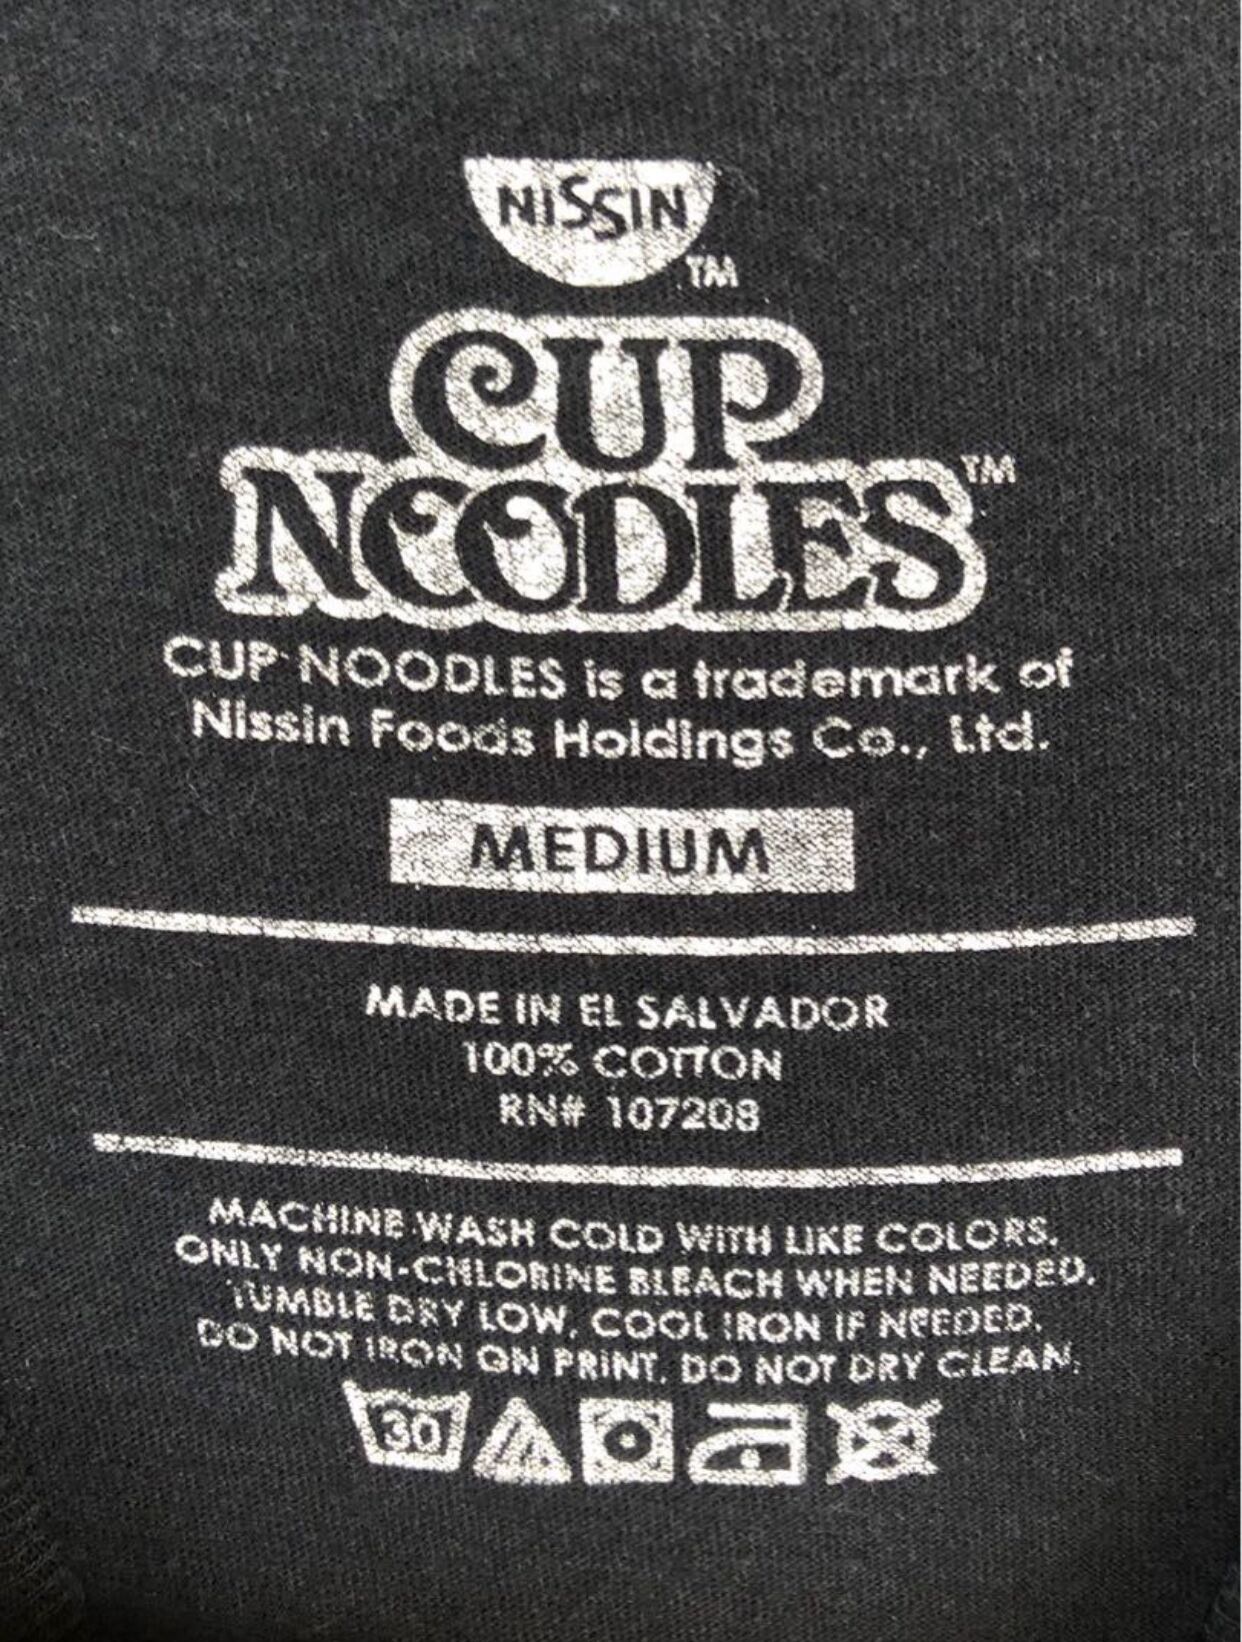 NISSIN
TM
CUP
NOODLES TM
CUP NOODLES is a trademark of
Nissin Foods Holdings Co., Ltd.
MEDIUM
MADE IN EL SALVADOR
100% COTTON
RN# 107208
MACHINE WASH COLD WITH LIKE COLORS.
ONLY NON-CHLORINE BLEACH WHEN NEEDED.
TUMBLE DRY LOW. COOL IRON IF NEEDED.
DO NOT IRON ON PRINT. DO NOT DRY CLEAN.
30